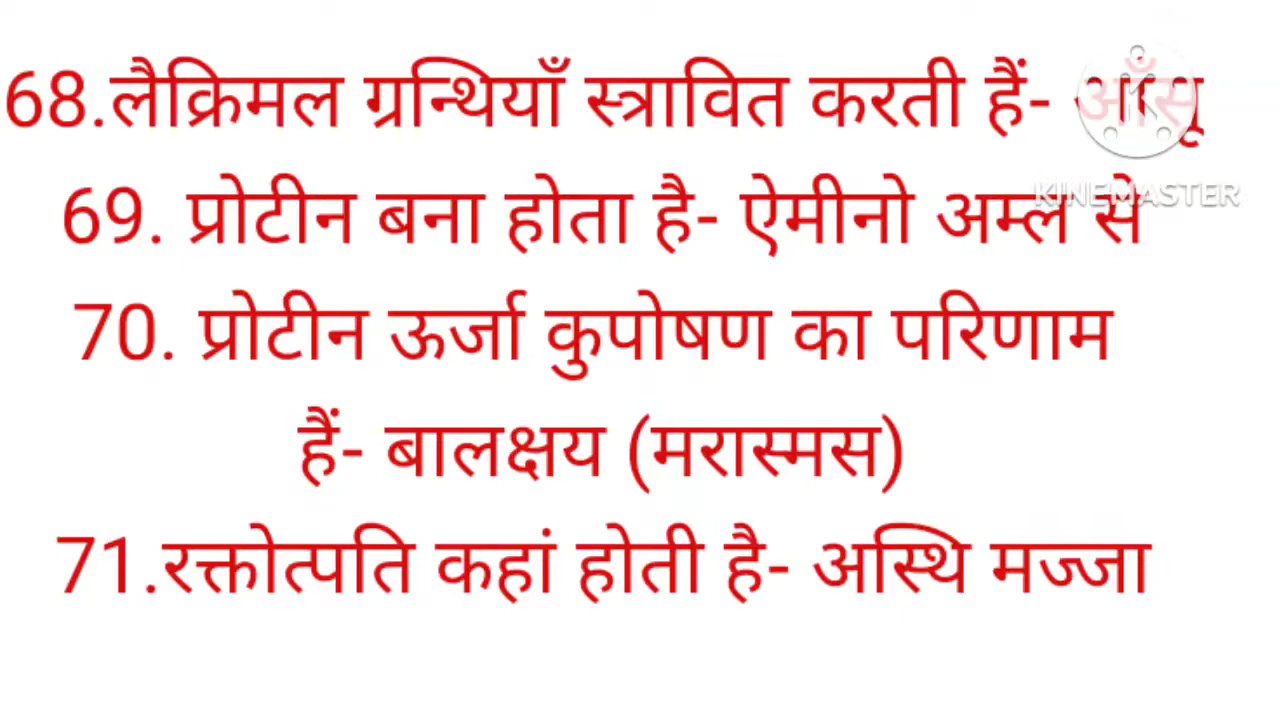 68.लैक्रिमल ग्रन्थियाँ स्त्रावित करती हैं- आँसू
69. प्रोटीन बना होता है- ऐमीनो अम्ल से
KINEMASTER
70. प्रोटीन ऊर्जा कुपोषण का परिणाम
हैं- बालक्षय (मरास्मस)
71.रक्तोत्पति कहां होती है- अस्थि मज्जा